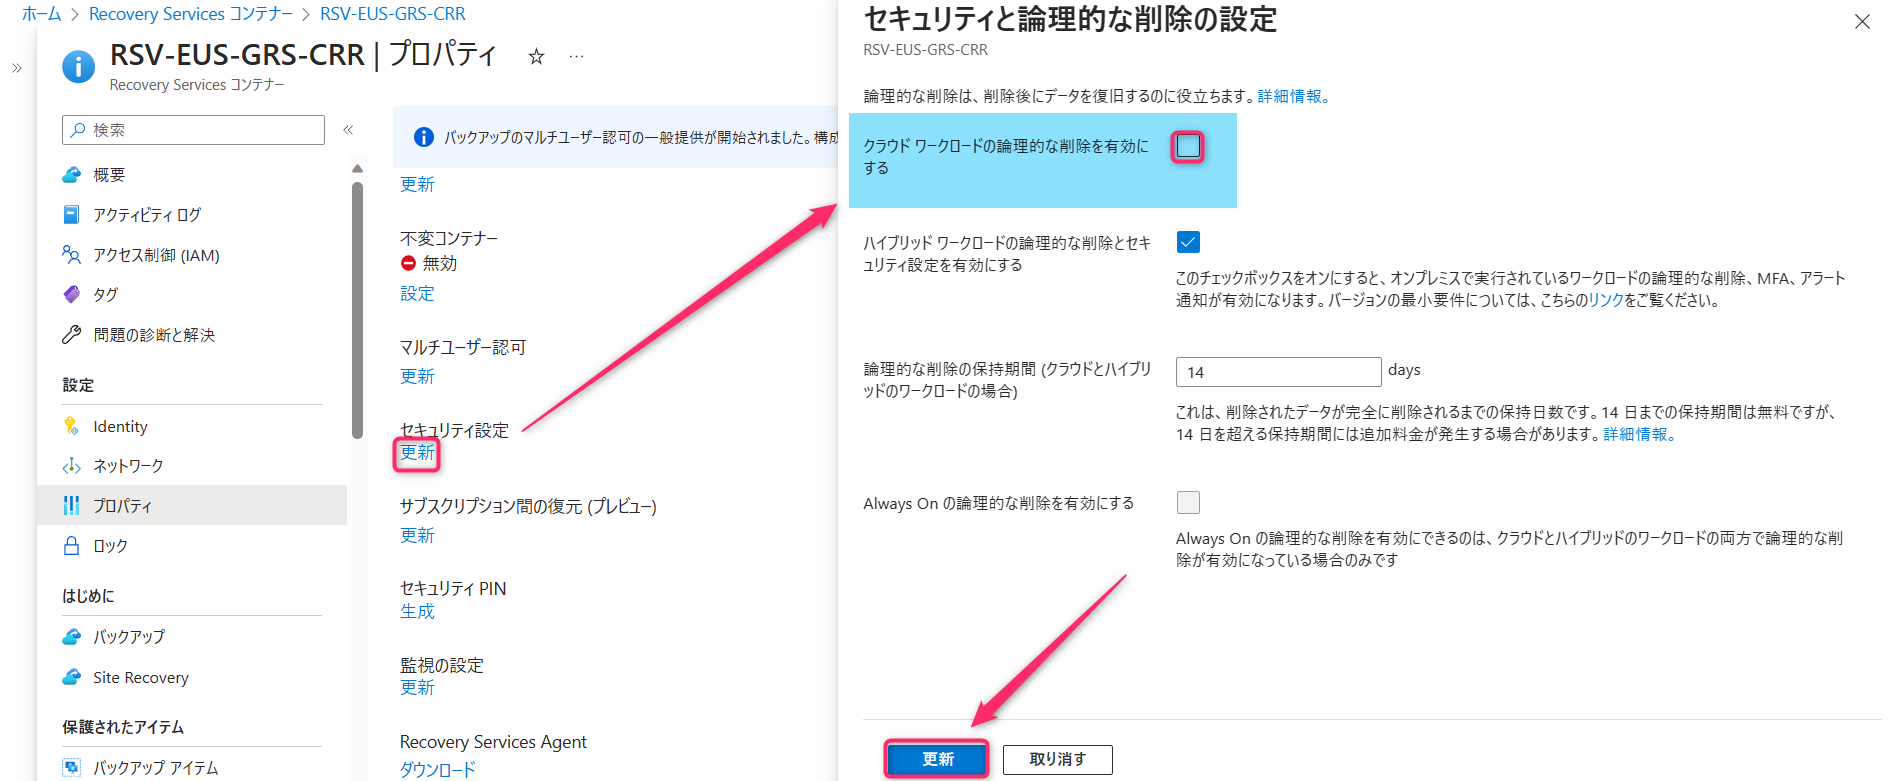 ホーム > Recovery Services コンテナー > RSV-EUS-GRS-CRR
»
RSV-EUS-GRS-CRR | プロパティ ☆ …
Recovery Services コンテナー
検索 «
概要
アクティビティ ログ
アクセス制御 (IAM)
タグ
問題の診断と解決
設定
Identity
ネットワーク
プロパティ
ロック
はじめに
バックアップ
Site Recovery
保護されたアイテム
バックアップ アイテム
バックアップのマルチユーザー認可の一般提供が開始されました。構成
更新
不変コンテナー
無効
設定
マルチユーザー認可
更新
セキュリティ設定
更新
サブスクリプション間の復元 (プレビュー)
更新
セキュリティ PIN
生成
監視の設定
更新
Recovery Services Agent
ダウンロード
セキュリティと論理的な削除の設定
RSV-EUS-GRS-CRR
論理的な削除は、削除後にデータを復旧するのに役立ちます。詳細情報。
クラウド ワークロードの論理的な削除を有効に
する
ハイブリッド ワークロードの論理的な削除とセキ
ュリティ設定を有効にする
このチェックボックスをオンにすると、オンプレミスで実行されているワークロードの論理的な削除、MFA、アラート
通知が有効になります。バージョンの最小要件については、こちらのリンクをご覧ください。
論理的な削除の保持期間 (クラウドとハイブリ
ッドのワークロードの場合)
14 days
これは、削除されたデータが完全に削除されるまでの保持日数です。14 日までの保持期間は無料ですが、
14 日を超える保持期間には追加料金が発生する場合があります。詳細情報。
Always On の論理的な削除を有効にする
Always On の論理的な削除を有効にできるのは、クラウドとハイブリッドのワークロードの両方で論理的な削
除が有効になっている場合のみです
更新 取り消す